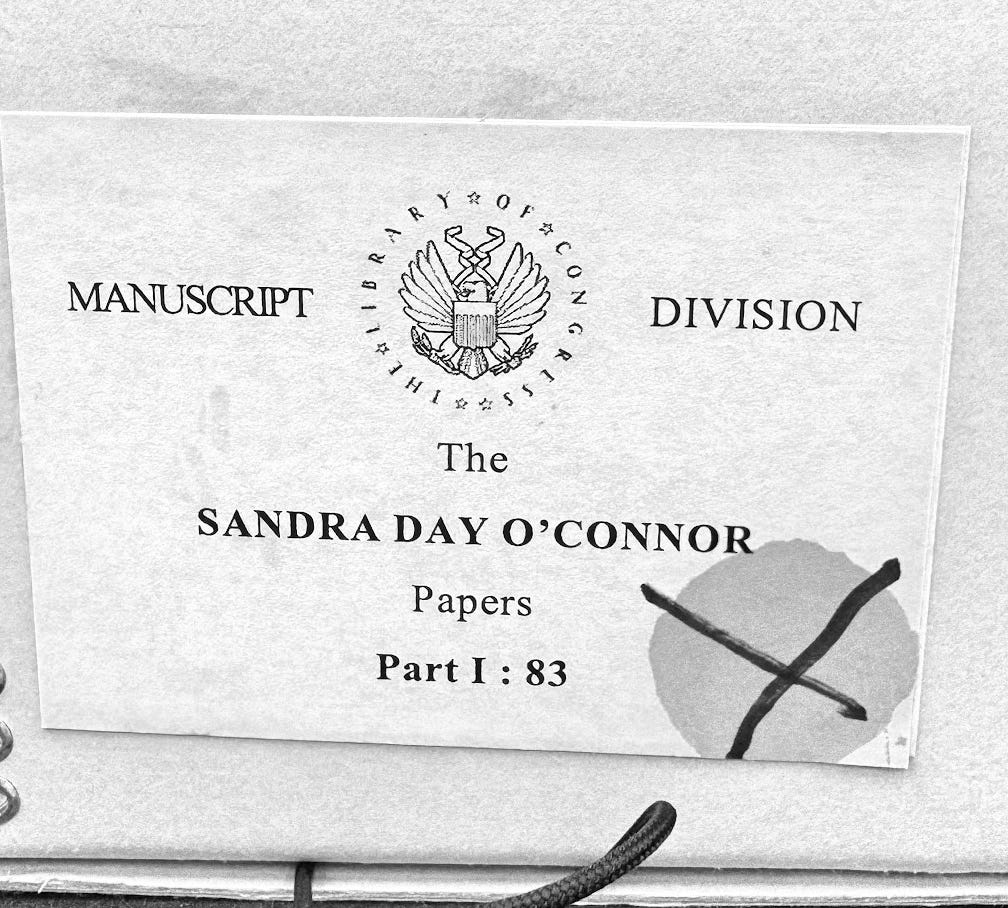 THE LIBRARY OF CONGRESS
MANUSCRIPT DIVISION
The
SANDRA DAY O’CONNOR
Papers
Part I : 83